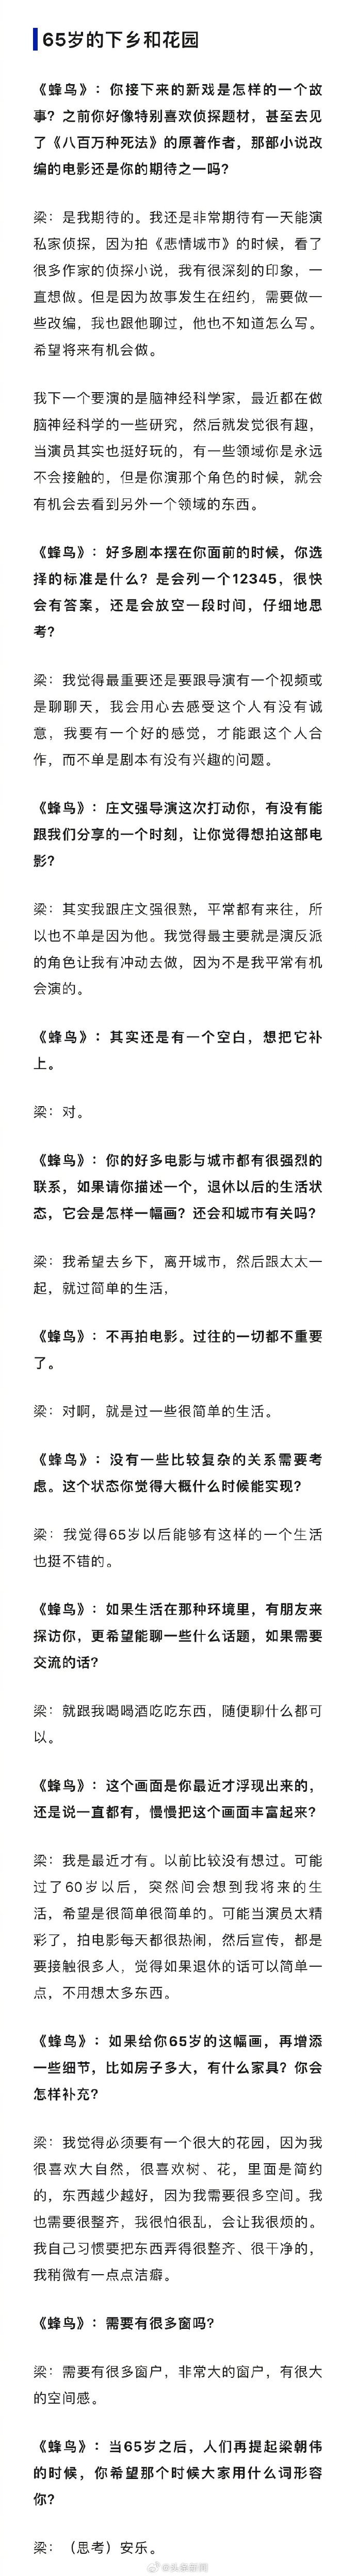 65岁的下乡和花园
《蜂鸟》：你接下来的新戏是怎样的一个故
事？之前你好像特别喜欢侦探题材，甚至去见
了《八百万种死法》的原著作者，那部小说改
编的电影还是你的期待之一吗？
梁：是我期待的。我还是非常期待有一天能演
私家侦探，因为拍《悲情城市》的时候，看了
很多作家的侦探小说，我有很深刻的印象，一
直想做。但是因为故事发生在纽约，需要做一
些改编，我也跟他聊过，他也不知道怎么写。
希望将来有机会做。
我下一个要演的是脑神经科学家，最近都在做
脑神经科学的一些研究，然后就发觉很有趣，
当演员其实也挺好玩的，有一些领域你是永远
不会接触的，但是你演那个角色的时候，就会
有机会去看到另外一个领域的东西。
《蜂鸟》：好多剧本摆在你面前的时候，你选
择的标准是什么？是会列一个12345，很快
会有答案，还是会放空一段时间，仔细地思
考？
梁：我觉得最重要还是要跟导演有一个视频或
是聊聊天，我会用心去感受这个人有没有诚
意，我要有一个好的感觉，才能跟这个人合
作，而不单是剧本有没有兴趣的问题。
《蜂鸟》：庄文强导演这次打动你，有没有能
跟我们分享的一个时刻，让你觉得想拍这部电
影？
梁：其实我跟庄文强很熟，平常都有来往，所
以也不单是因为他。我觉得最主要就是演反派
的角色让我有冲动去做，因为不是我平常有机
会演的。
《蜂鸟》：其实还是有一个空白，想把它补
上。
梁：对。
《蜂鸟》：你的好多电影与城市都有很强烈的
联系，如果请你描述一个，退休以后的生活状
态，它会是怎样一幅画？还会和城市有关吗？
梁：我希望去乡下，离开城市，然后跟太太一
起，就过简单的生活，
《蜂鸟》：不再拍电影。过往的一切都不重要
了。
梁：对啊，就是过一些很简单的生活。
《蜂鸟》：没有一些比较复杂的关系需要考
虑。这个状态你觉得大概什么时候能实现？
梁：我觉得65岁以后能够有这样的一个生活
也挺不错的。
《蜂鸟》：如果生活在那种环境里，有朋友来
探访你，更希望能聊一些什么话题，如果需要
交流的话？
梁：就跟我喝喝酒吃吃东西，随便聊什么都可
以。
《蜂鸟》：这个画面是你最近才浮现出来的，
还是说一直都有，慢慢把这个画面丰富起来？
梁：我是最近才有。以前比较没有想过。可能
过了60岁以后，突然间会想到我将来的生
活，希望是很简单很简单的。可能当演员太精
彩了，拍电影每天都很热闹，然后宣传，都是
要接触很多人，觉得如果退休的话可以简单一
点，不用想太多东西。
《蜂鸟》：如果给你65岁的这幅画，再增添
一些细节，比如房子多大，有什么家具？你会
怎样补充？
梁：我觉得必须要有一个很大的花园，因为我
很喜欢大自然，很喜欢树、花，里面是简约
的，东西越少越好，因为我需要很多空间。我
也需要很整齐，我很怕很乱，会让我很烦的。
我自己习惯要把东西弄得很整齐、很干净的，
我稍微有一点点洁癖。
《蜂鸟》：需要有很多窗吗？
梁：需要有很多窗户，非常大的窗户，有很大
的空间感。
《蜂鸟》：当65岁之后，人们再提起梁朝伟
的时候，你希望那个时候大家用什么词形容
你？
梁：（思考）安乐。
@头条新闻